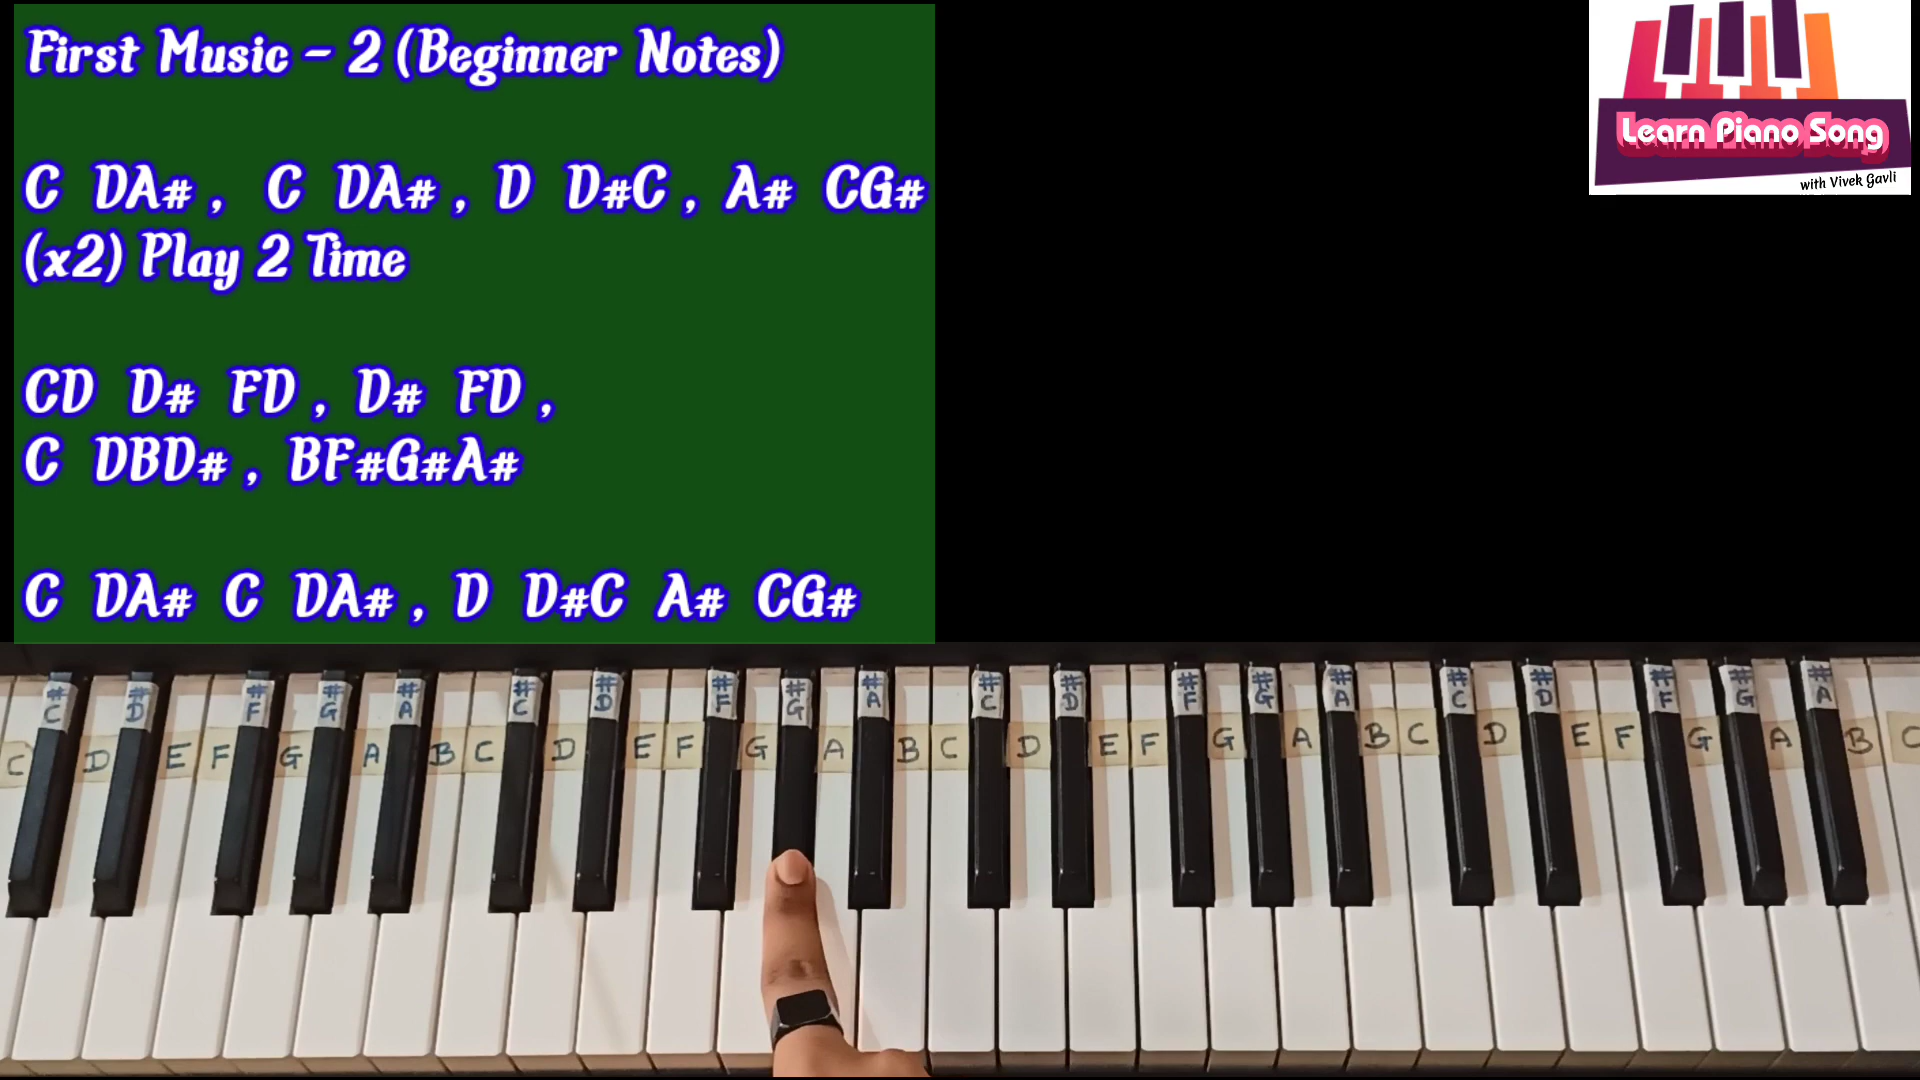 First Music - 2 (Beginner Notes)
C DA# , C DA# , D D#C , A# CG#
(x2) Play 2 Time
CD D# FD , D# FD ,
C DBD# , BF#G#A#
C DA# C DA# , D D#C A# CG#
Learn Piano Song
with Vivek Gavli
#C #D #F #G #A #C #D #F #G #A #C #D #F #G #A #C #D #F #G #A
C D E F G A B C D E F G A B C D E F G A B C D E F G A B C